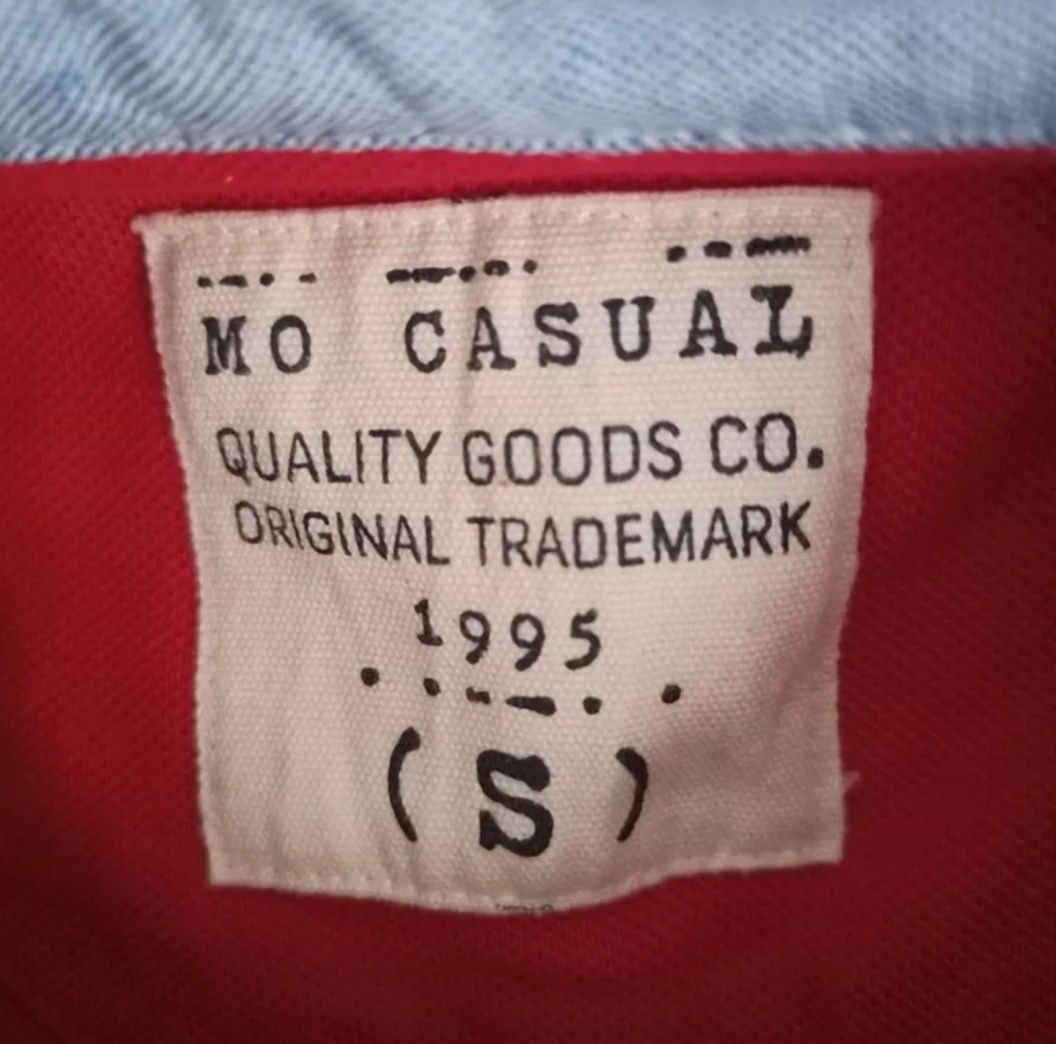 MO CASUAL
QUALITY GOODS CO.
ORIGINAL TRADEMARK
1995
(S)